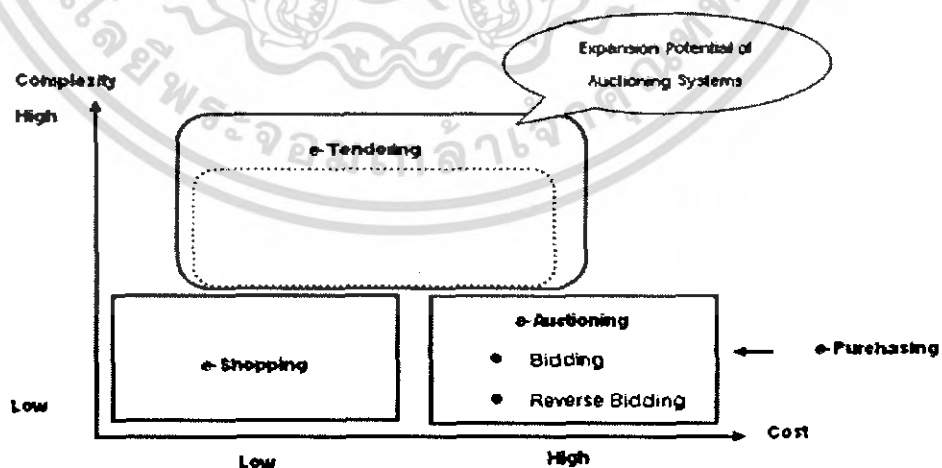 Expansion Potential of
Auctioning Systems
Complexity
High
e-Tendering
e-Auctioning
e-Shopping
• Bidding
• Reverse Bidding
e-Purchasing
Low
Cost
Low
High